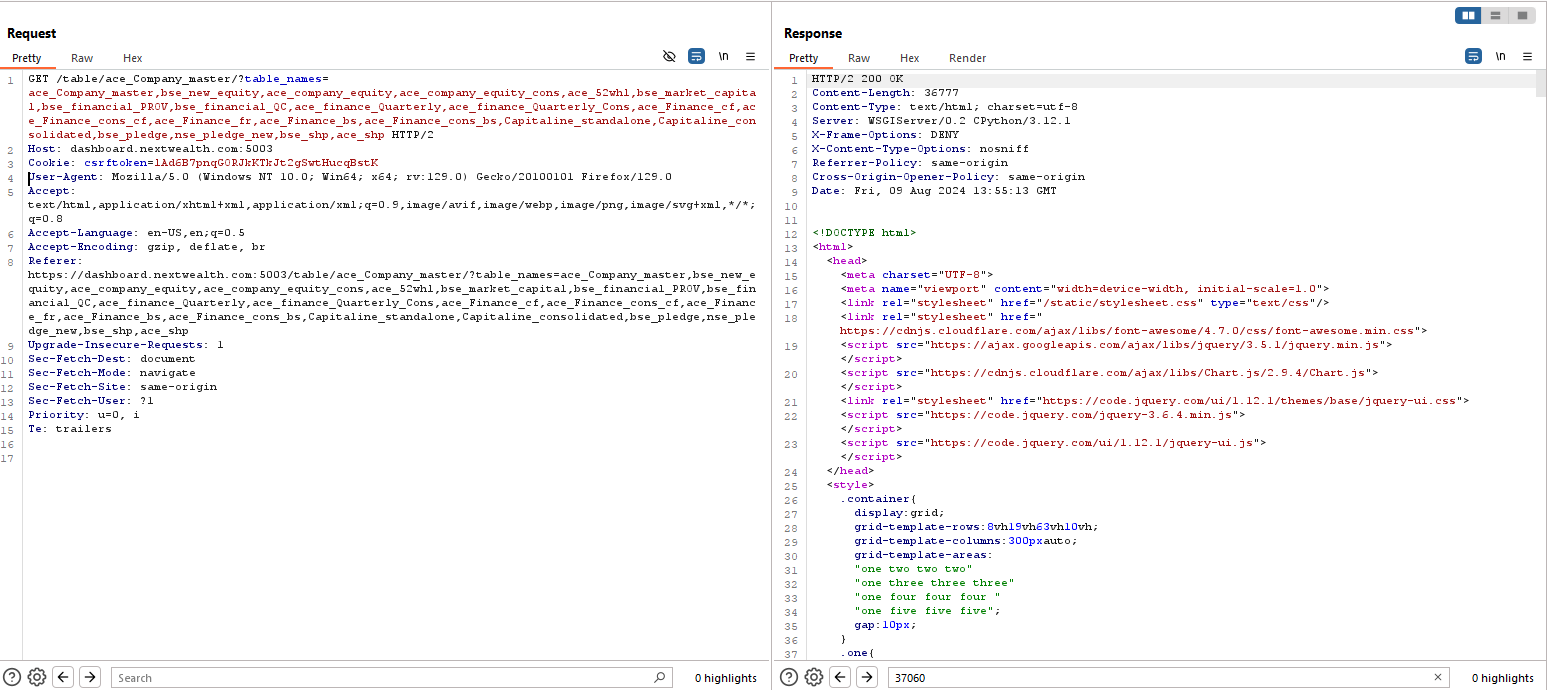 Request
Pretty Raw Hex
\n
1 GET /table/ace_Company_master/?table_names=
ace_Company_master,bse_new_equity,ace_company_equity,ace_company_equity_cons,ace_52whl,bse_market_capita
l,bse_financial_PROV,bse_financial_QC,ace_finance_Quarterly,ace_finance_Quarterly_Cons,ace_Finance_cf,ac
e_Finance_cons_cf,ace_Finance_fr,ace_Finance_bs,ace_Finance_cons_bs,Capitaline_standalone,Capitaline_con
solidated,bse_pledge,nse_pledge_new,bse_shp,ace_shp HTTP/2
2 Host: dashboard.nextwealth.com:5003
3 Cookie: csrftoken=lAd6B7pnqG0RJkKTkJt2gSwtHucqBstK
4 User-Agent: Mozilla/5.0 (Windows NT 10.0; Win64; x64; rv:129.0) Gecko/20100101 Firefox/129.0
5 Accept:
text/html,application/xhtml+xml,application/xml;q=0.9,image/avif,image/webp,image/png,image/svg+xml,*/*;
q=0.8
6 Accept-Language: en-US,en;q=0.5
7 Accept-Encoding: gzip, deflate, br
8 Referer:
https://dashboard.nextwealth.com:5003/table/ace_Company_master/?table_names=ace_Company_master,bse_new_e
quity,ace_company_equity,ace_company_equity_cons,ace_52whl,bse_market_capital,bse_financial_PROV,bse_fin
ancial_QC,ace_finance_Quarterly,ace_finance_Quarterly_Cons,ace_Finance_cf,ace_Finance_cons_cf,ace_Financ
e_fr,ace_Finance_bs,ace_Finance_cons_bs,Capitaline_standalone,Capitaline_consolidated,bse_pledge,nse_ple
dge_new,bse_shp,ace_shp
9 Upgrade-Insecure-Requests: 1
10 Sec-Fetch-Dest: document
11 Sec-Fetch-Mode: navigate
12 Sec-Fetch-Site: same-origin
13 Sec-Fetch-User: ?1
14 Priority: u=0, i
15 Te: trailers
16
17
Search
0 highlights
Response
Pretty Raw Hex Render
\n
1 HTTP/2 200 OK
2 Content-Length: 36777
3 Content-Type: text/html; charset=utf-8
4 Server: WSGIServer/0.2 CPython/3.12.1
5 X-Frame-Options: DENY
6 X-Content-Type-Options: nosniff
7 Referrer-Policy: same-origin
8 Cross-Origin-Opener-Policy: same-origin
9 Date: Fri, 09 Aug 2024 13:55:13 GMT
10
11
12 <!DOCTYPE html>
13 <html>
14 <head>
15 <meta charset="UTF-8">
16 <meta name="viewport" content="width=device-width, initial-scale=1.0">
17 <link rel="stylesheet" href="/static/stylesheet.css" type="text/css"/>
18 <link rel="stylesheet" href="
https://cdnjs.cloudflare.com/ajax/libs/font-awesome/4.7.0/css/font-awesome.min.css">
19 <script src="https://ajax.googleapis.com/ajax/libs/jquery/3.5.1/jquery.min.js">
</script>
20 <script src="https://cdnjs.cloudflare.com/ajax/libs/Chart.js/2.9.4/Chart.js">
</script>
21 <link rel="stylesheet" href="https://code.jquery.com/ui/1.12.1/themes/base/jquery-ui.css">
22 <script src="https://code.jquery.com/jquery-3.6.4.min.js">
</script>
23 <script src="https://code.jquery.com/ui/1.12.1/jquery-ui.js">
</script>
24 </head>
25 <style>
26 .container{
27 display:grid;
28 grid-template-rows:8vh19vh63vh10vh;
29 grid-template-columns:300pxauto;
30 grid-template-areas:
31 "one two two two"
32 "one three three three"
33 "one four four four "
34 "one five five five";
35 gap:10px;
36 }
37 .one{
37060
0 highlights